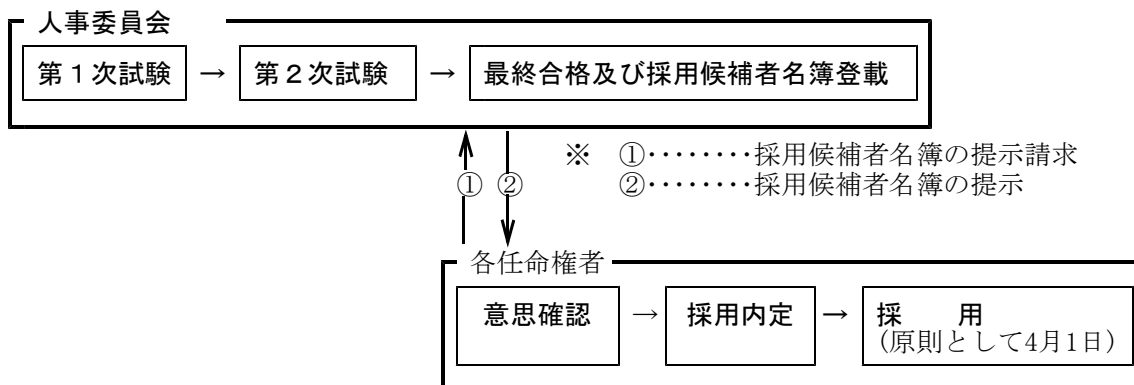 人事委員会
第1次試験 → 第2次試験 → 最終合格及び採用候補者名簿登載
① ②
※ ①‥‥‥‥採用候補者名簿の提示請求
②‥‥‥‥採用候補者名簿の提示
各任命権者
意思確認 → 採用内定 → 採 用
(原則として4月1日)